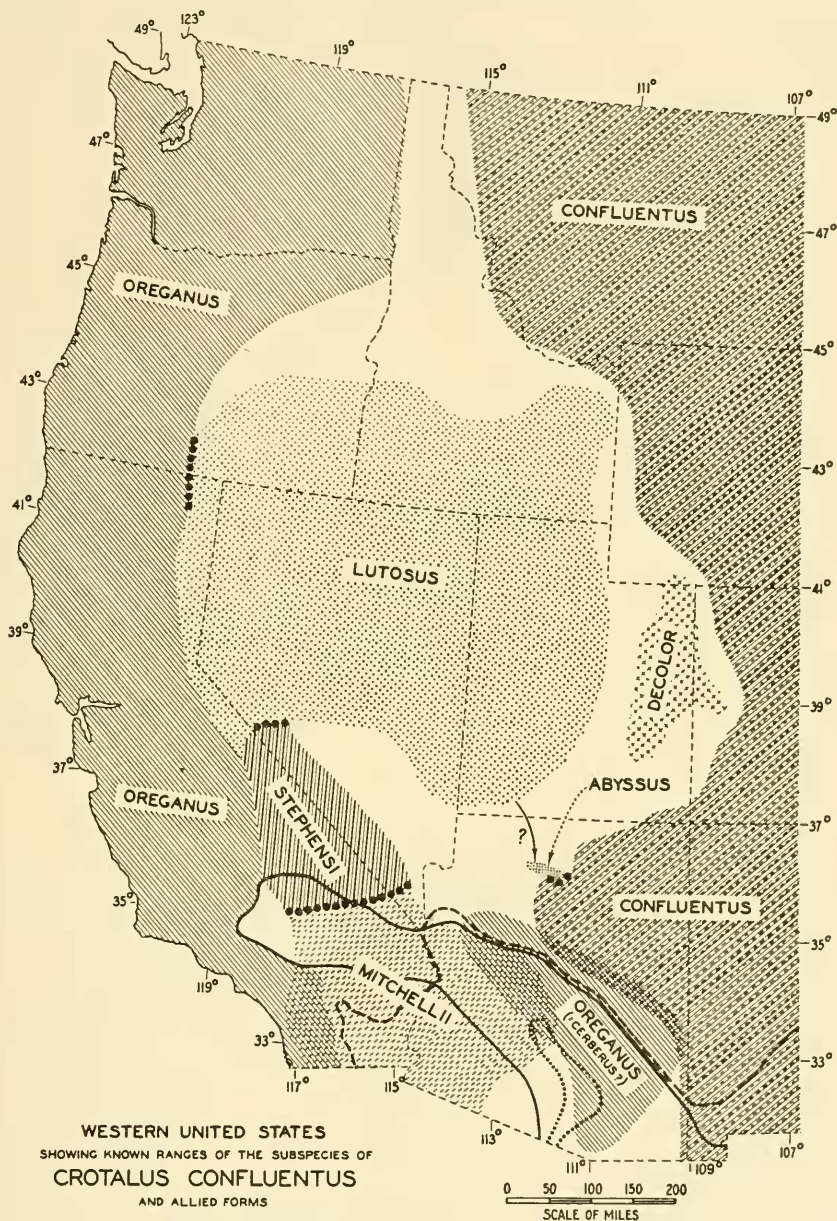 49° 123°
119°
115°
111°
107°
49°
47°
CONFLUENTUS
47°
45°
OREGANUS
45°
43°
43°
41°
LUTOSUS
41°
39°
DECOLOR
39°
37°
ABYSSUS
OREGANUS
STEPHENSI
?
37°
35°
CONFLUENTUS
35°
119°
MITCHELLII
OREGANUS
(=CERBERUS?)
33°
33°
117°
115°
113°
111°
109°
107°
WESTERN UNITED STATES
SHOWING KNOWN RANGES OF THE SUBSPECIES OF
CROTALUS CONFLUENTUS
AND ALLIED FORMS
0 50 100 150 200
SCALE OF MILES